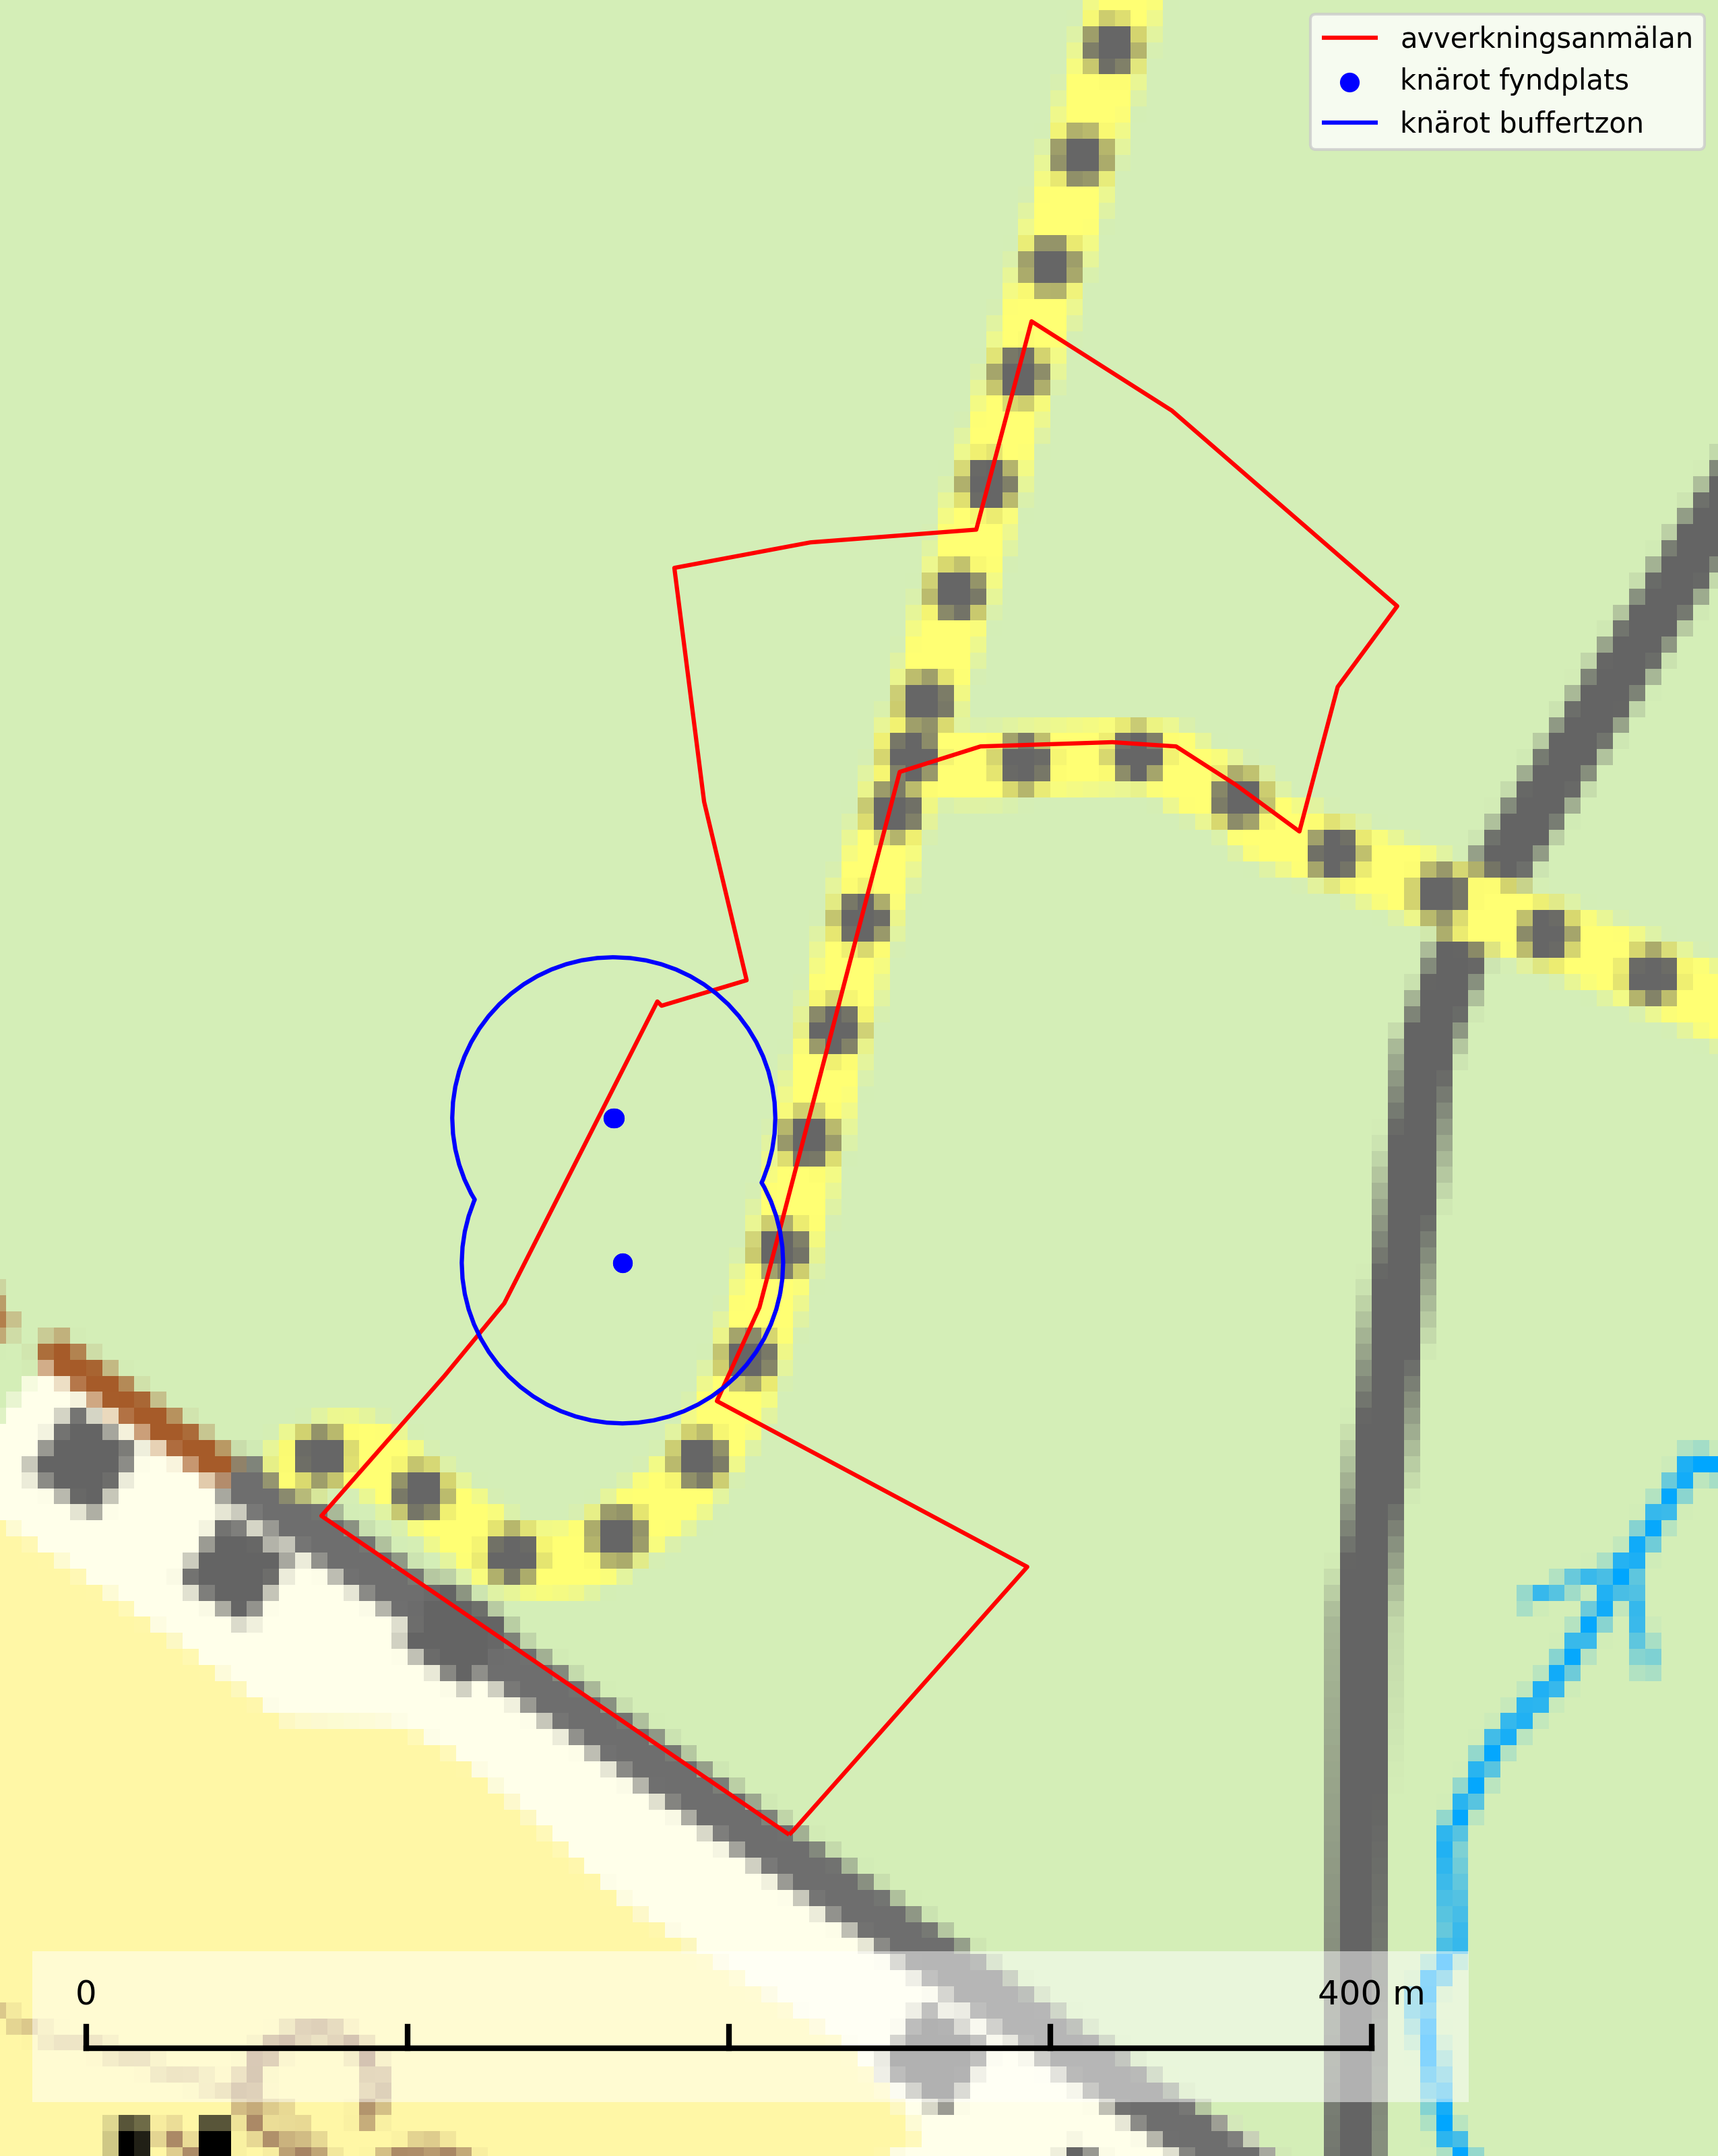 avverkningsanmälan
knärot fyndplats
knärot buffertzon
0
400 m